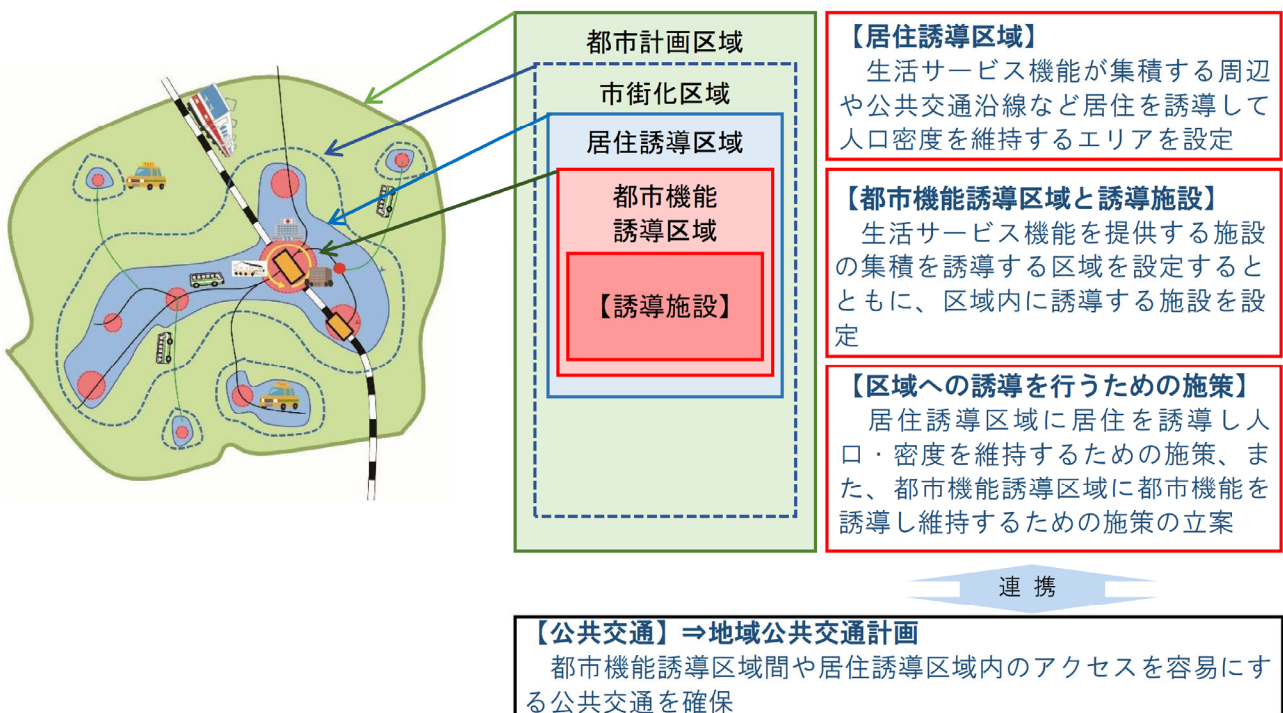 都市計画区域
市街化区域
居住誘導区域
都市機能
誘導区域
【誘導施設】
【居住誘導区域】
生活サービス機能が集積する周辺
や公共交通沿線など居住を誘導して
人口密度を維持するエリアを設定
【都市機能誘導区域と誘導施設】
生活サービス機能を提供する施設
の集積を誘導する区域を設定すると
ともに、区域内に誘導する施設を設
定
【区域への誘導を行うための施策】
居住誘導区域に居住を誘導し人
口・密度を維持するための施策、ま
た、都市機能誘導区域に都市機能を
誘導し維持するための施策の立案
連 携
【公共交通】⇒地域公共交通計画
都市機能誘導区域間や居住誘導区域内のアクセスを容易にす
る公共交通を確保